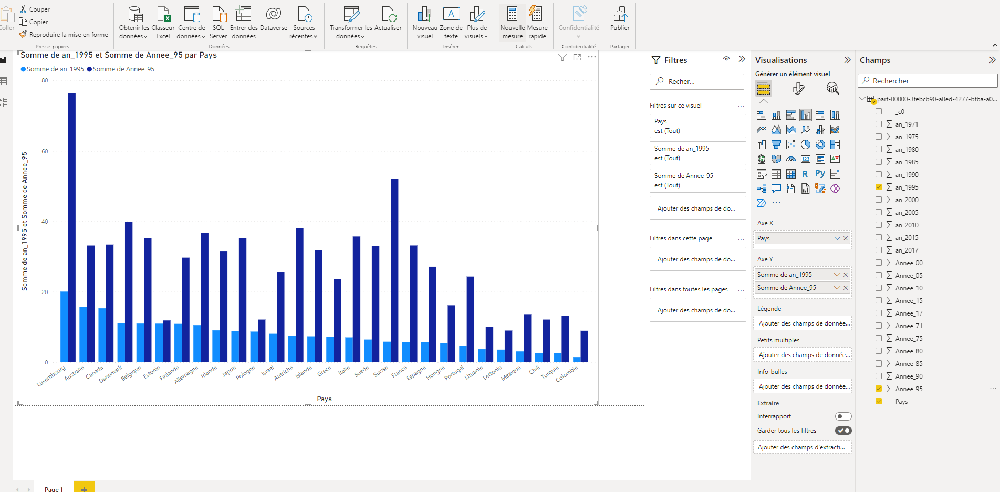 Coller
Couper
Copier
Reproduire la mise en forme
Presse-papiers
Obtenir les
données
Classeur
Excel
Centre de
données
SQL
Server
Entrer des
données
Dataverse
Sources
récentes
Données
Transformer les
données
Actualiser
Requêtes
Nouveau
visuel
Zone de
texte
Plus de
visuels
Insérer
Nouvelle
mesure
Mesure
rapide
Calculs
Confidentialité
Confidentialité
Publier
Partager
Somme de an_1995 et Somme de Annee_95 par Pays
Somme de an_1995 Somme de Annee_95
Somme de an_1995 et Somme de Annee_95
80
60
40
20
0
Luxembourg
Australie
Canada
Danemark
Belgique
Estonie
Finlande
Allemagne
Irlande
Japon
Pologne
Israel
Autriche
Islande
Grece
Italie
Suede
Suisse
France
Espagne
Hongrie
Portugal
Lituanie
Lettonie
Mexique
Chili
Turquie
Colombie
Pays
Page 1
Filtres
Recher...
Filtres sur ce visuel
Pays
est (Tout)
Somme de an_1995
est (Tout)
Somme de Annee_95
est (Tout)
Ajouter des champs de do...
Filtres dans cette page
Ajouter des champs de do...
Filtres dans toutes les pages
Ajouter des champs de do...
Visualisations
Générer un élément visuel
123
R
Py
Axe X
Pays
Axe Y
Somme de an_1995
Somme de Annee_95
Légende
Ajouter des champs de donnée...
Petits multiples
Ajouter des champs de donnée...
Info-bulles
Ajouter des champs de donnée...
Extraire
Interrapport
Garder tous les filtres
Ajouter des champs d'extracti...
Champs
Rechercher
part-00000-3febcb90-a0ed-4277-bfba-a0...
_c0
an_1971
an_1975
an_1980
an_1985
an_1990
an_1995
an_2000
an_2005
an_2010
an_2015
an_2017
Annee_00
Annee_05
Annee_10
Annee_15
Annee_17
Annee_71
Annee_75
Annee_80
Annee_85
Annee_90
Annee_95
Pays